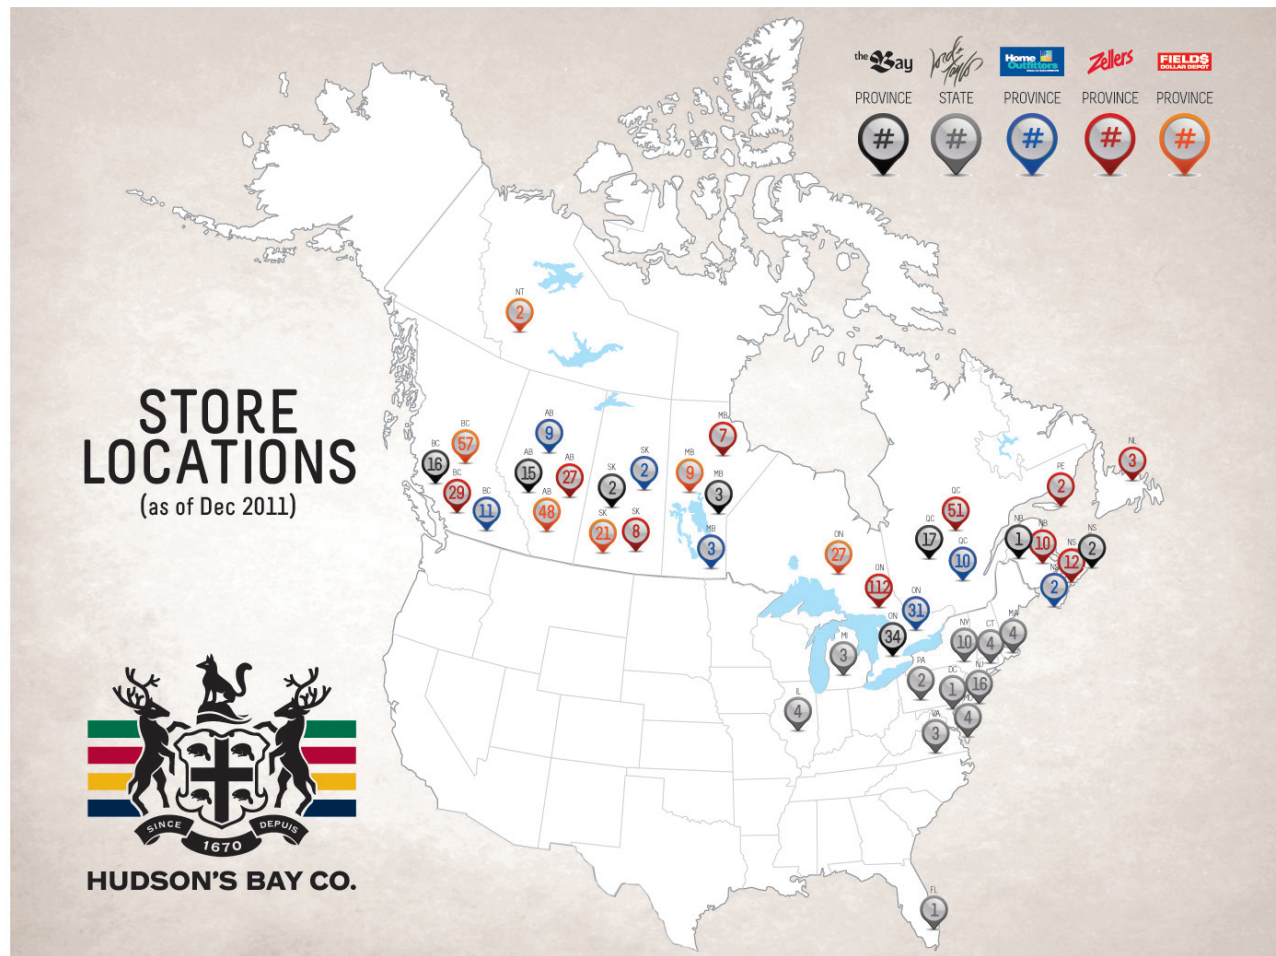 the Bay
Lord & Taylor
Home Outfitters
Zellers
FIELDS
DOLLAR DEPOT
PROVINCE STATE PROVINCE PROVINCE PROVINCE
# # # # #
STORE
LOCATIONS
(as of Dec 2011)
NT
2
BC
16
BC
57
BC
29
BC
11
AB
9
AB
15
AB
27
AB
48
SK
2
SK
2
SK
21
SK
8
MB
7
MB
9
MB
3
MB
3
ON
27
ON
112
ON
31
ON
34
QC
51
QC
17
QC
10
NL
3
PE
2
NB
1
NB
10
NS
2
NS
12
NS
2
MI
3
IL
4
NY
10
CT
4
MA
4
PA
2
DC
1
NJ
16
4
VA
3
FL
1
SINCE DEPUIS
1670
HUDSON'S BAY CO.